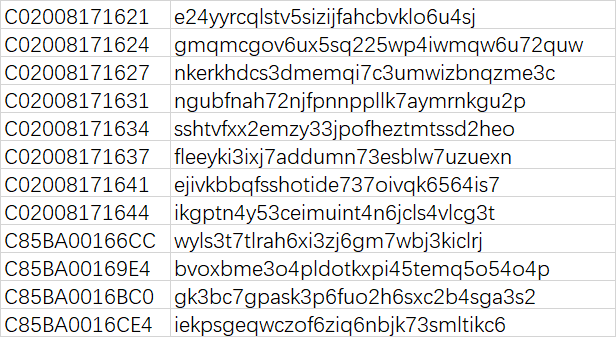 C02008171621 e24yyrcqlstv5sizijfahcbvklo6u4sj
C02008171624 gmqmcgov6ux5sq225wp4iwmqw6u72quw
C02008171627 nkerkhdcs3dmemqi7c3umwizbnqzme3c
C02008171631 ngubfnah72njfpnnppllk7aymrnkgu2p
C02008171634 sshtvfxx2emzy33jpofheztmtssd2heo
C02008171637 fleeyki3ixj7addumn73esblw7uzuexn
C02008171641 ejivkbbqfsshotide737oivqk6564is7
C02008171644 ikgptn4y53ceimuint4n6jcls4vlcg3t
C85BA00166CC wyls3t7tlrah6xi3zj6gm7wbj3kiclrj
C85BA00169E4 bvoxbme3o4pldotkxpi45temq5o54o4p
C85BA0016BC0 gk3bc7gpask3p6fuo2h6sxc2b4sga3s2
C85BA0016CE4 iekpsgeqwczof6ziq6nbjk73smltikc6